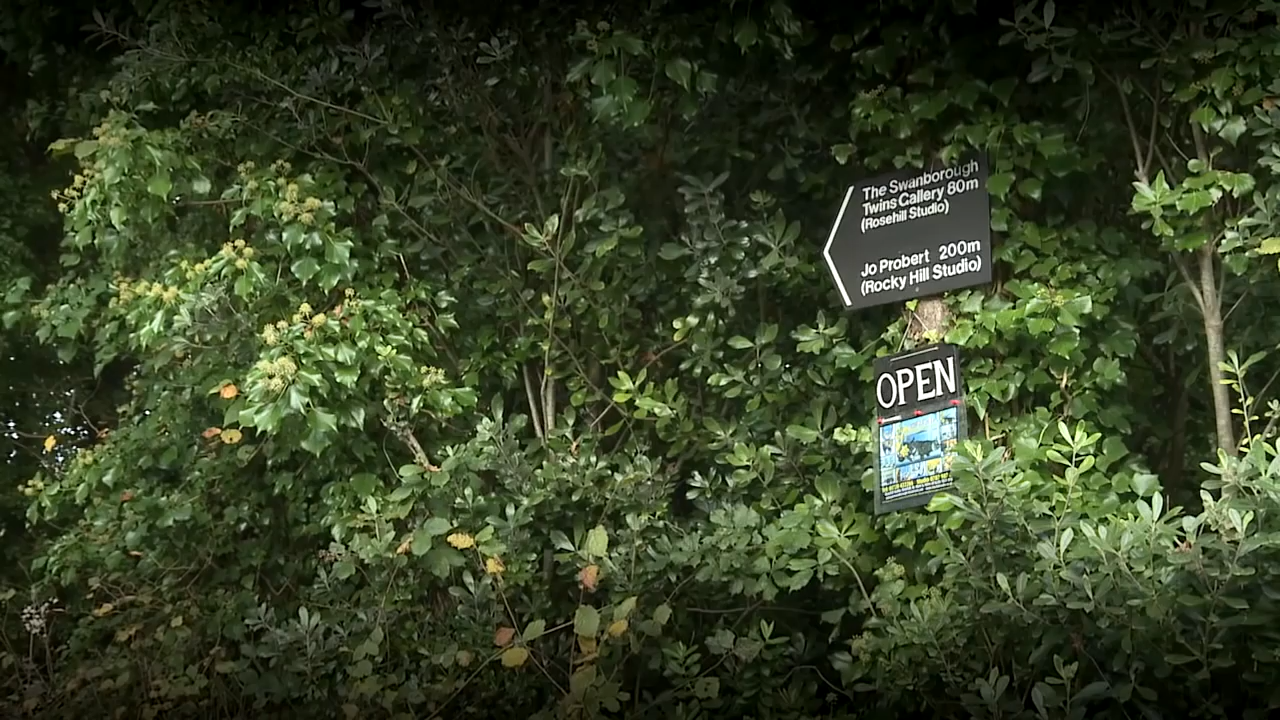 The Swanborough
Twins Gallery 80m
(Rosehill Studio)
Jo Probert 200m
(Rocky Hill Studio)
OPEN